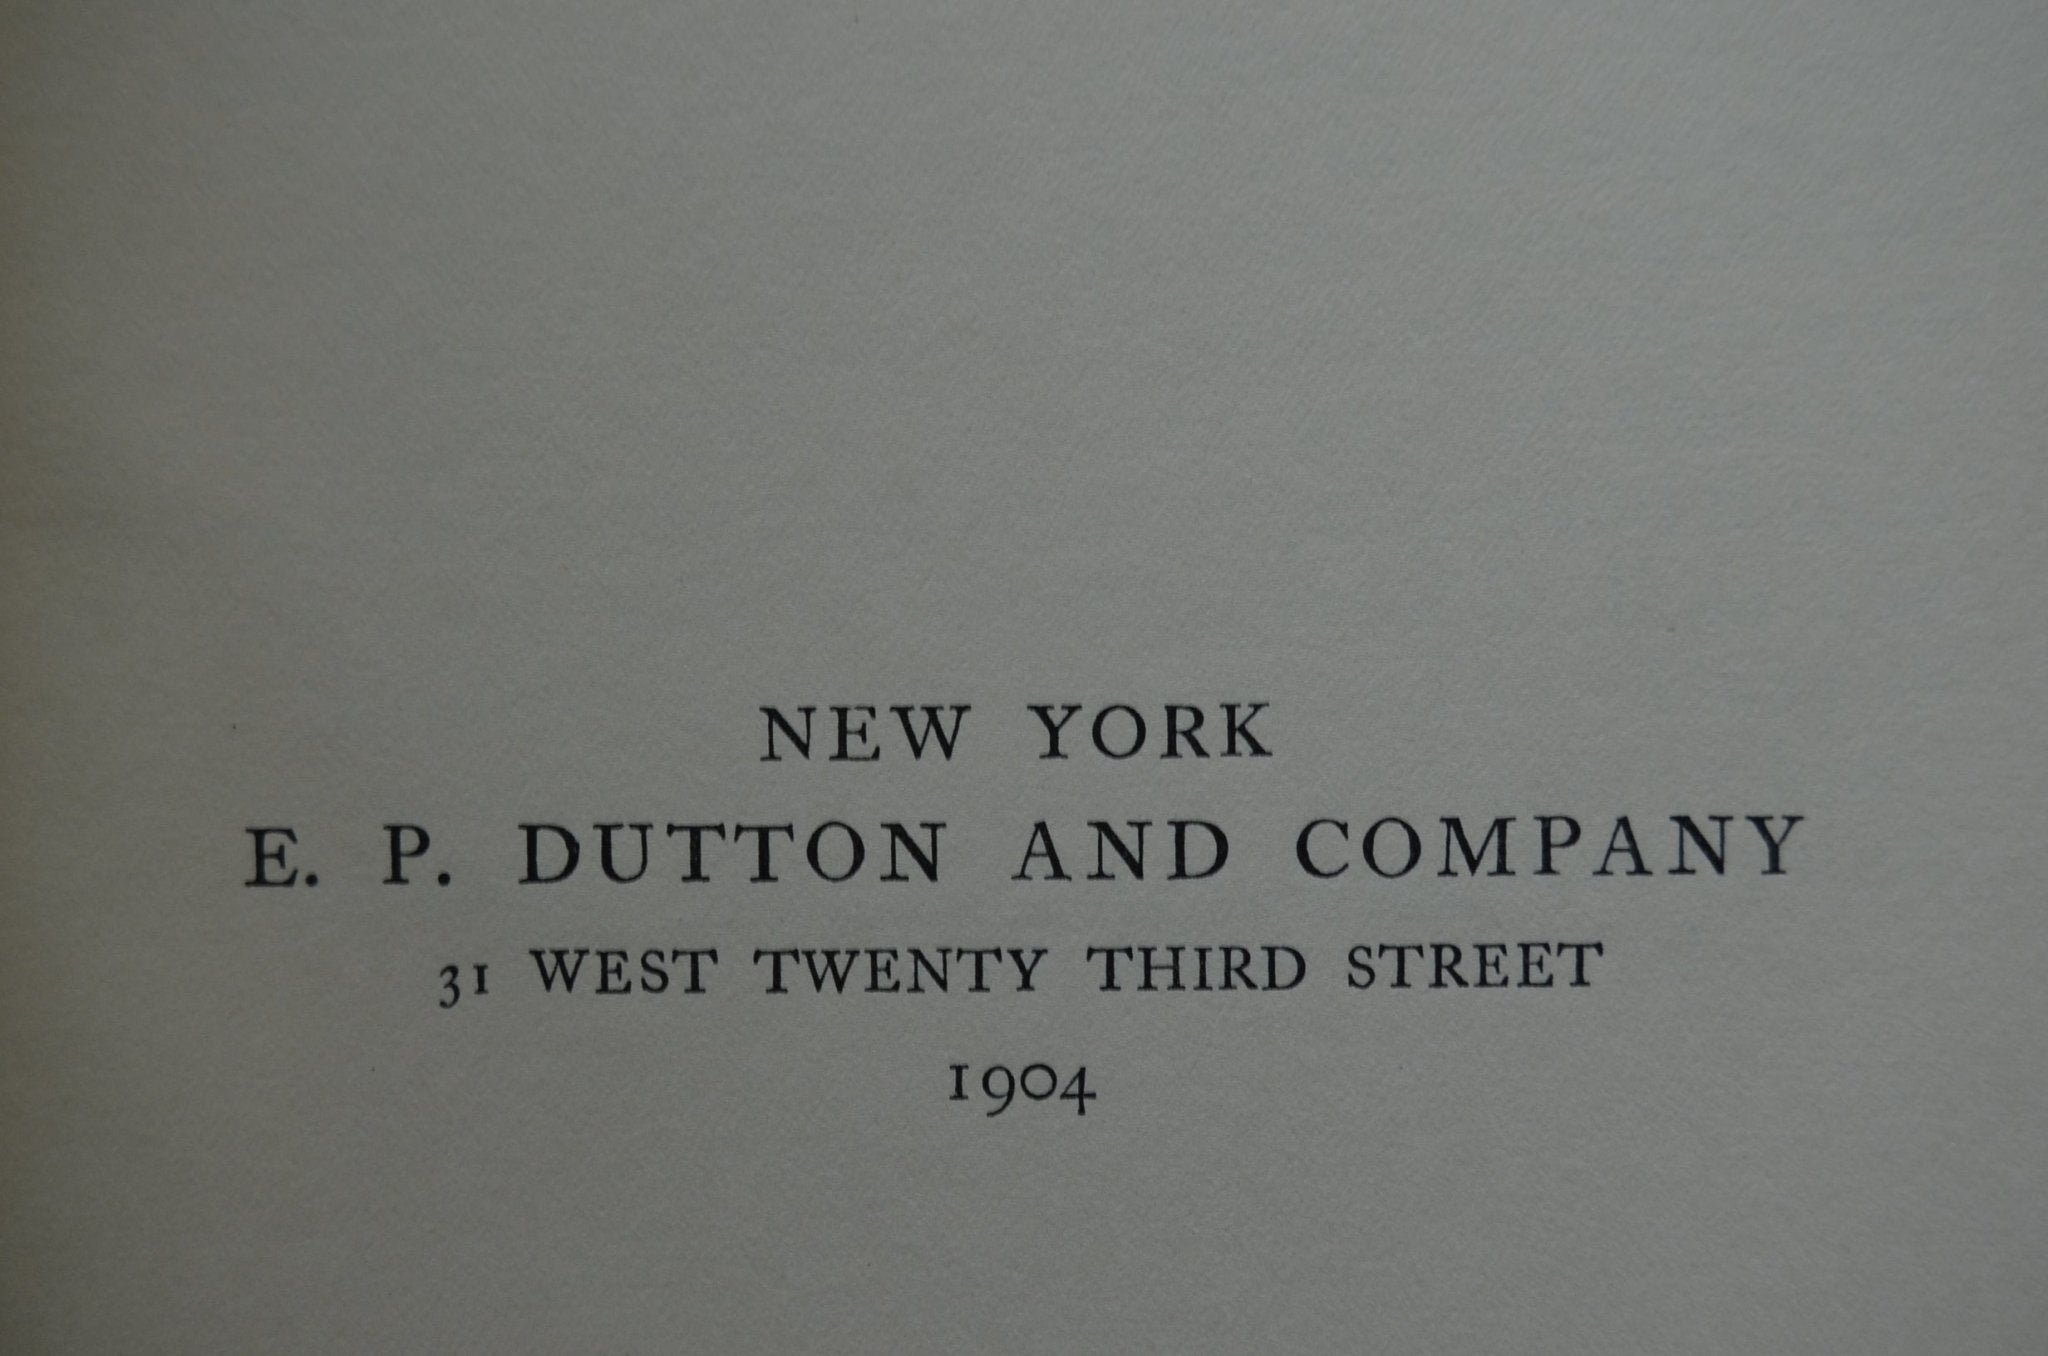 NEW YORK
E. P. DUTTON AND COMPANY
31 WEST TWENTY THIRD STREET
1904